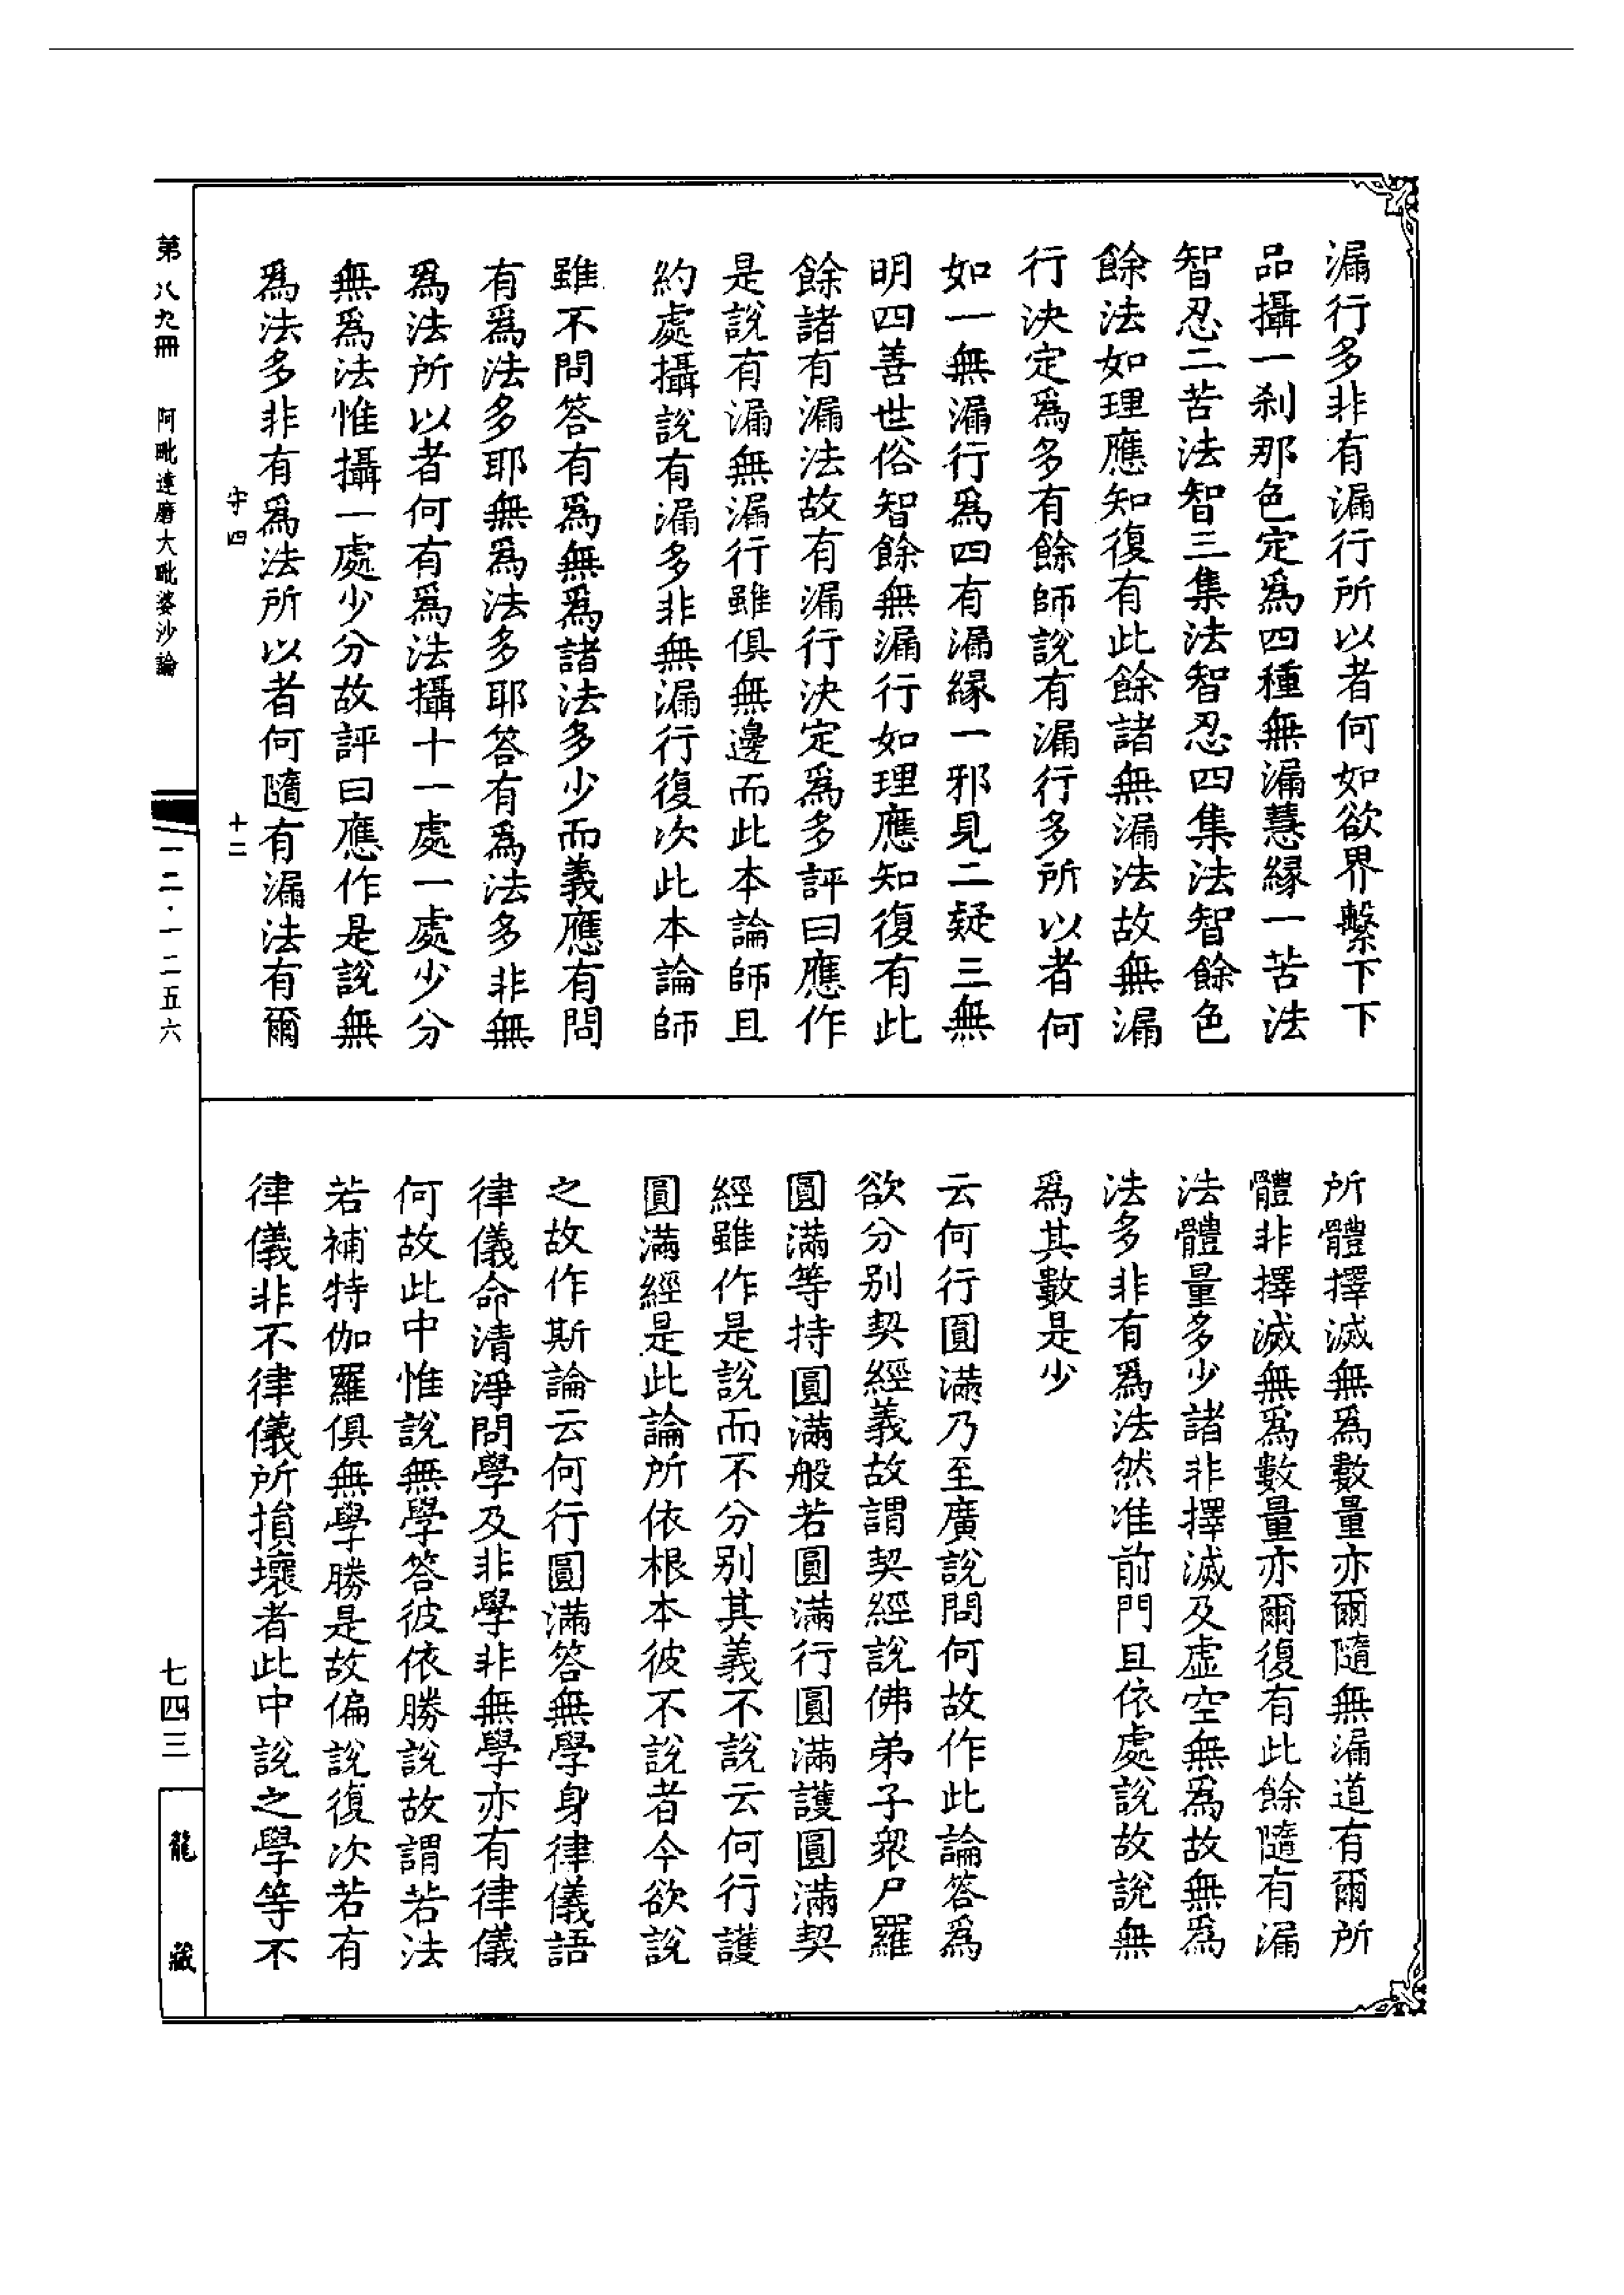 漏行多非有漏行所以者何如欲界繫下下
品攝一刹那色定爲四種無漏慧緣一苦法
智忍二苦法智三集法智忍四集法智餘色
餘法如理應知復有此餘諸無漏法故無漏
行決定爲多有餘師說有漏行多所以者何
如一無漏行爲四有漏緣一邪見二疑三無
明四善世俗智餘無漏行如理應知復有此
餘諸有漏法故有漏行決定爲多評曰應作
是說有漏無漏行雖俱無邊而此本論師且
約處攝說有漏多非無漏行復次此本論師
雖不問答有爲無爲諸法多少而義應有問
有爲法多耶無爲法多耶答有爲法多非無
爲法所以者何有爲法攝十一處一處少分
無爲法惟攝一處少分故評曰應作是說無
爲法多非有爲法所以者何隨有漏法有爾
所體擇滅無爲數量亦爾隨無漏道有爾所
體非擇滅無爲數量亦爾復有此餘隨有漏
法體量多少諸非擇滅及虛空無爲故無爲
法多非有爲法然准前門且依處說故說無
爲其數是少
云何行圓滿乃至廣說問何故作此論答爲
欲分別契經義故謂契經說佛弟子衆尸羅
圓滿等持圓滿般若圓滿行圓滿護圓滿契
經雖作是說而不分別其義不說云何行護
圓滿經是此論所依根本彼不說者今欲說
之故作斯論云何行圓滿答無學身律儀語
律儀命清淨問學及非學非無學亦有律儀
何故此中惟說無學答彼依勝說故謂若法
若補特伽羅俱無學勝是故偏說復次若有
律儀非不律儀所損壞者此中說之學等不
守四
十二
第八九冊 阿毗達磨大毗婆沙論
一二·一二五六
七四三
龍藏